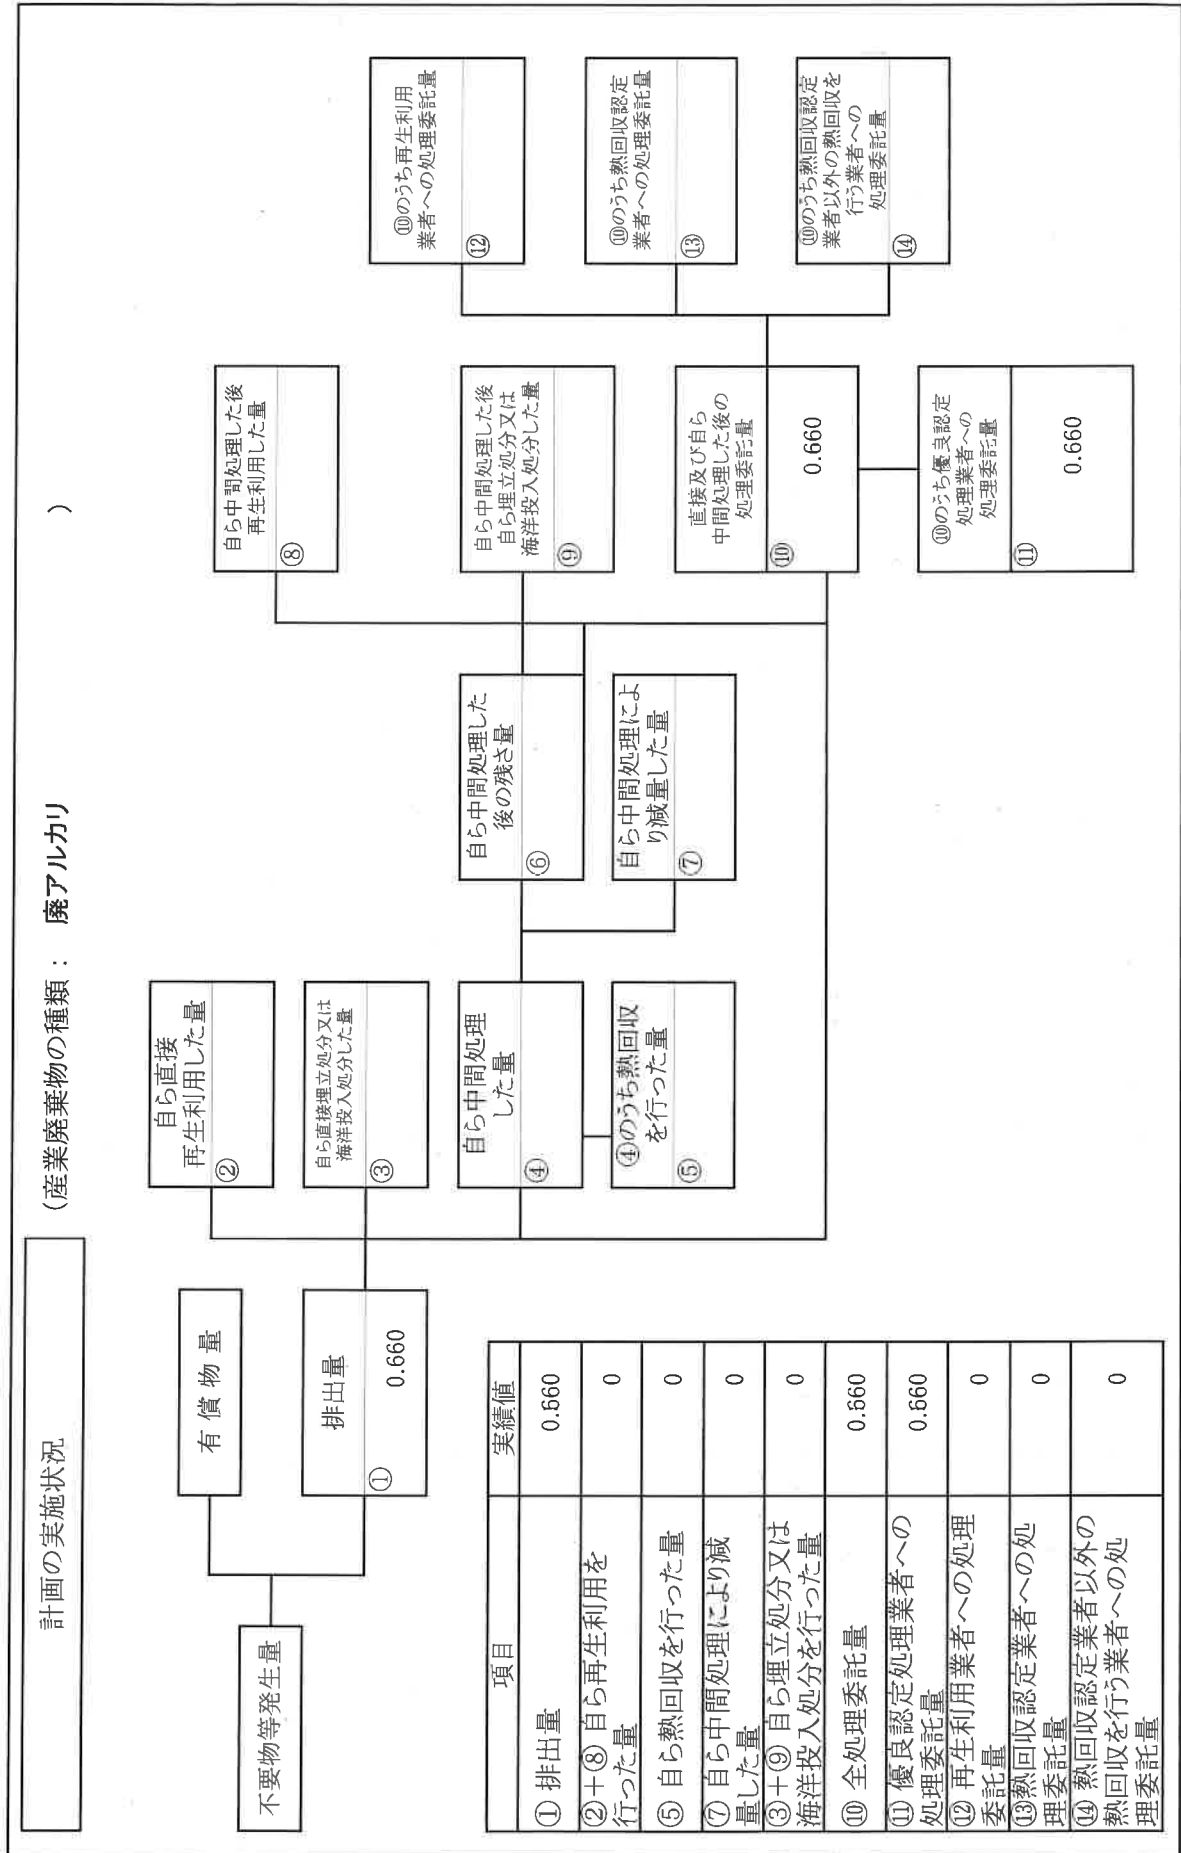 計画の実施状況
(産業廃棄物の種類： 廃アルカリ
)
不要物等発生量
有償物量
排出量
①
0.660
自ら直接
再生利用した量
②
自ら直接埋立処分又は
海洋投入処分した量
③
自ら中間処理
した量
④
④のうち熱回収
を行った量
⑤
自ら中間処理した
後の残さ量
⑥
自ら中間処理によ
り減量した量
⑦
自ら中間処理した後
再生利用した量
⑧
自ら中間処理した後
自ら埋立処分又は
海洋投入処分した量
⑨
直接及び自ら
中間処理した後の
処理委託量
⑩
0.660
⑩のうち優良認定
処理業者への
処理委託量
⑪
0.660
⑩のうち再生利用
業者への処理委託量
⑫
⑩のうち熱回収認定
業者への処理委託量
⑬
⑩のうち熱回収認定
業者以外の熱回収を
行う業者への
処理委託量
⑭
項目 実績値
① 排出量 0.660
②＋⑧ 自ら再生利用を
行った量 0
⑤ 自ら熱回収を行った量 0
⑦ 自ら中間処理により減
量した量 0
③＋⑨ 自ら埋立処分又は
海洋投入処分を行った量 0
⑩ 全処理委託量 0.660
⑪ 優良認定処理業者への
処理委託量 0.660
⑫ 再生利用業者への処理
委託量 0
⑬熱回収認定業者への処
理委託量 0
⑭ 熱回収認定業者以外の
熱回収を行う業者への処
理委託量 0